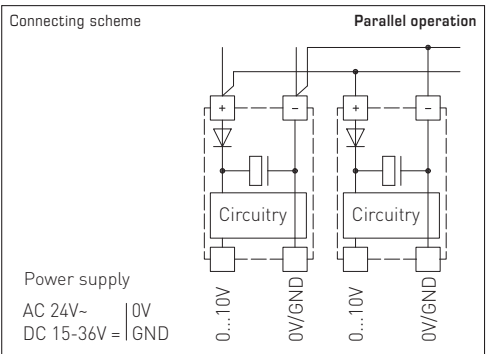 Connecting scheme
Parallel operation
+ − + −
Circuitry Circuitry
Power supply
AC 24V~ | 0V
DC 15-36V = | GND
0...10V
0V/GND
0...10V
0V/GND